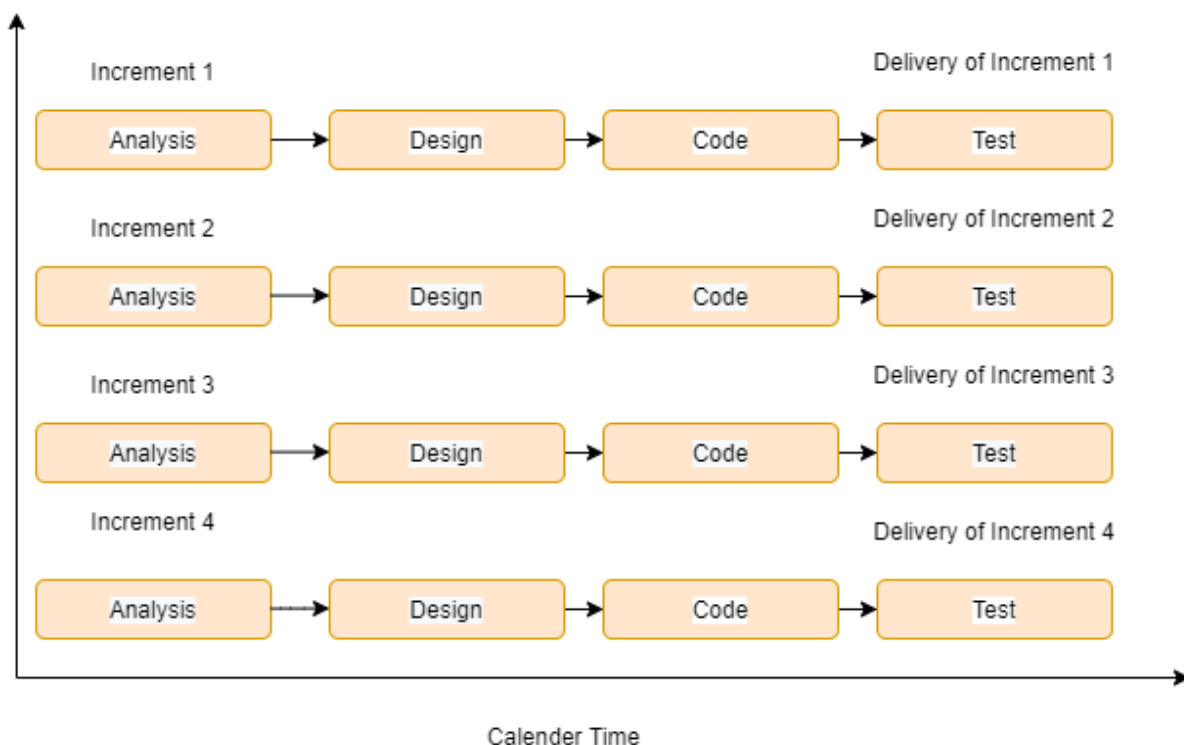 Increment 1
Delivery of Increment 1
Analysis
Design
Code
Test
Increment 2
Delivery of Increment 2
Analysis
Design
Code
Test
Increment 3
Delivery of Increment 3
Analysis
Design
Code
Test
Increment 4
Delivery of Increment 4
Analysis
Design
Code
Test
Calender Time